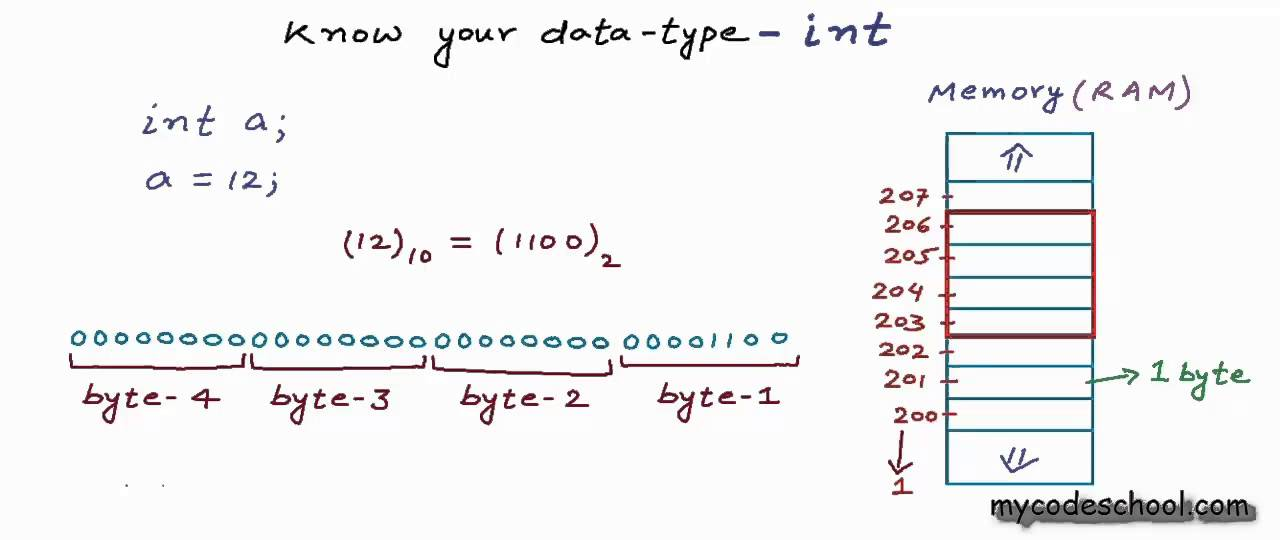 Know your data-type - int
int a;
a = 12;
(12)10 = (1100)2
00000000 00000000 00000000 00001100
byte-4 byte-3 byte-2 byte-1
Memory (RAM)
207
206
205
204
203
202
201
1 byte
200
1
mycodeschool.com